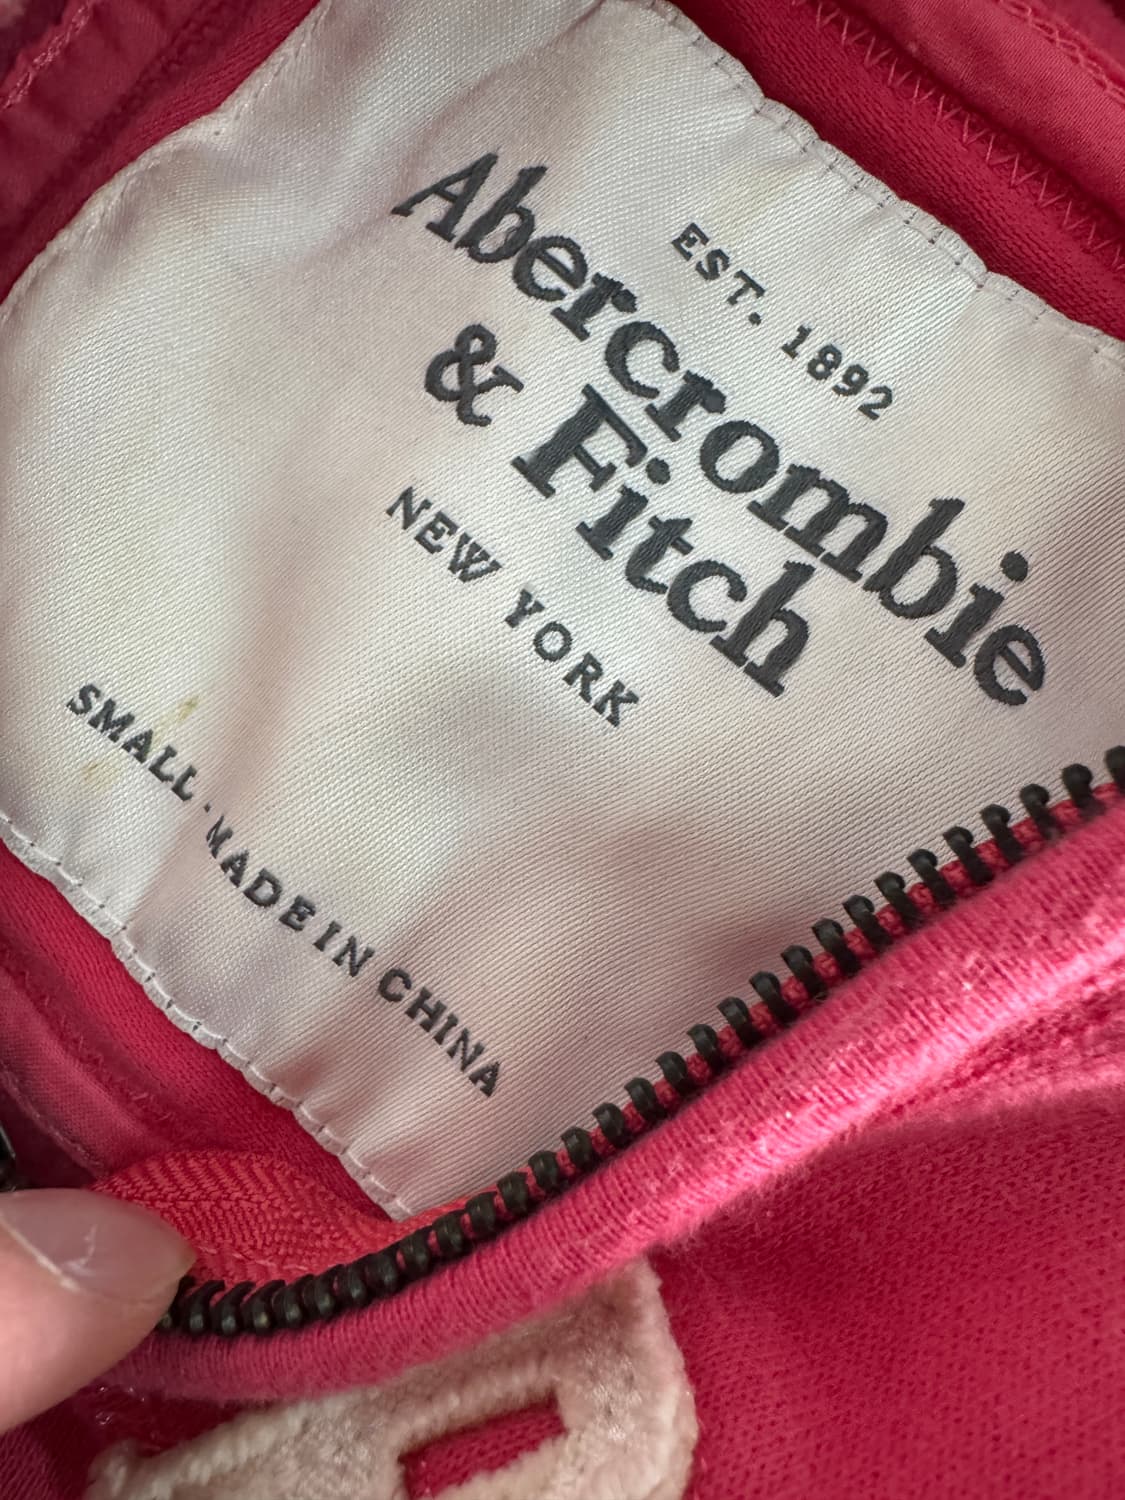 EST. 1892
Abercrombie
& Fitch
NEW YORK
SMALL · MADE IN CHINA